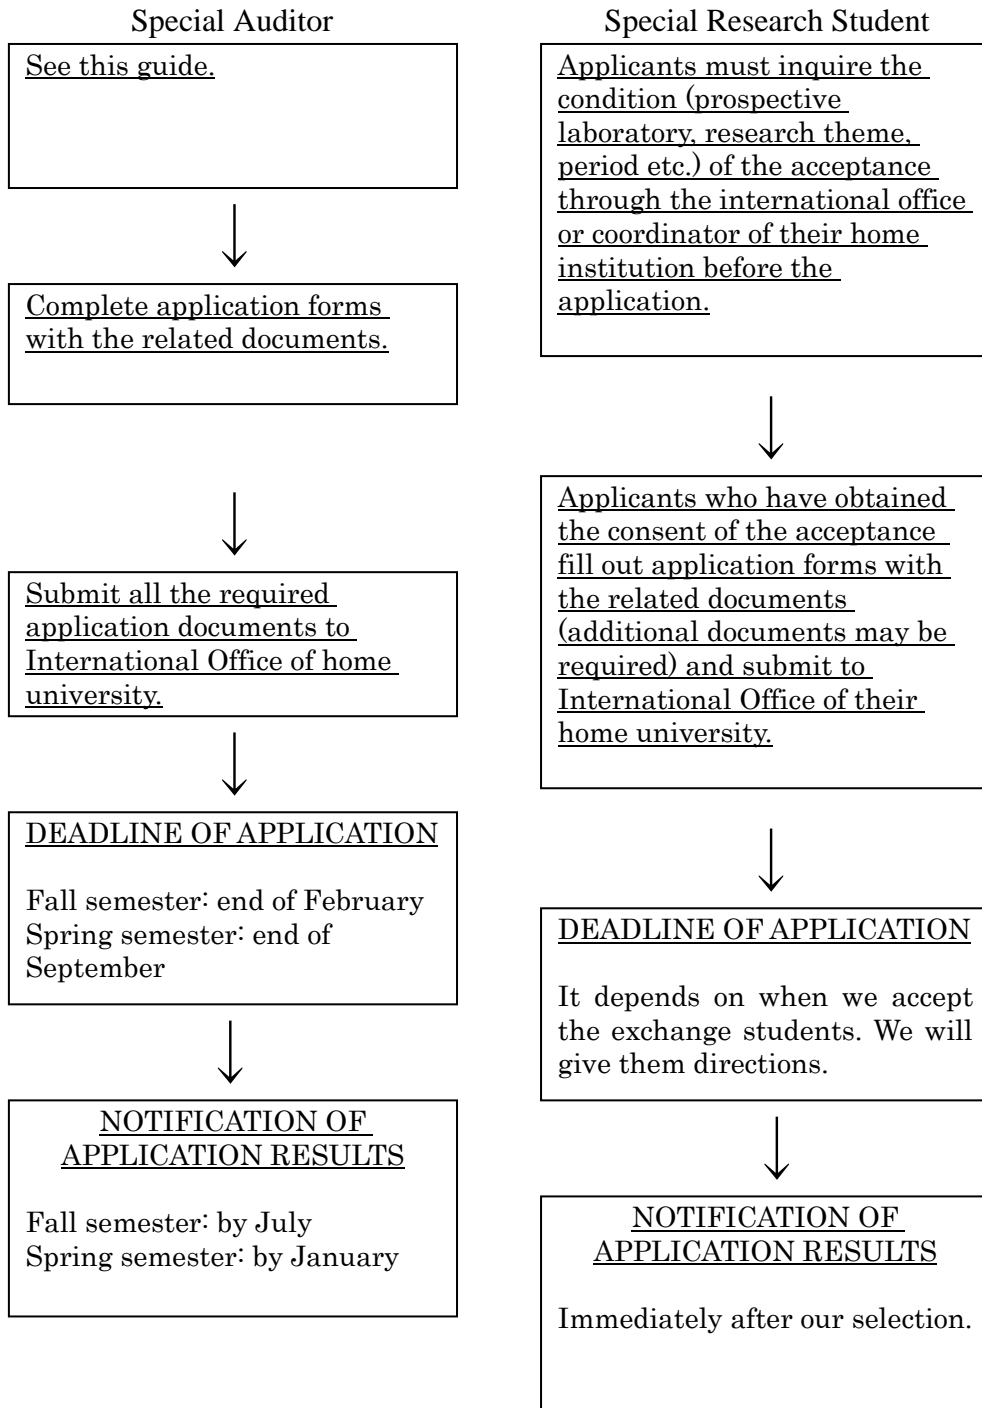 Special Auditor
See this guide.
Complete application forms
with the related documents.
Submit all the required
application documents to
International Office of home
university.
DEADLINE OF APPLICATION
Fall semester: end of February
Spring semester: end of
September
NOTIFICATION OF
APPLICATION RESULTS
Fall semester: by July
Spring semester: by January
Special Research Student
Applicants must inquire the
condition (prospective
laboratory, research theme,
period etc.) of the acceptance
through the international office
or coordinator of their home
institution before the
application.
Applicants who have obtained
the consent of the acceptance
fill out application forms with
the related documents
(additional documents may be
required) and submit to
International Office of their
home university.
DEADLINE OF APPLICATION
It depends on when we accept
the exchange students. We will
give them directions.
NOTIFICATION OF
APPLICATION RESULTS
Immediately after our selection.